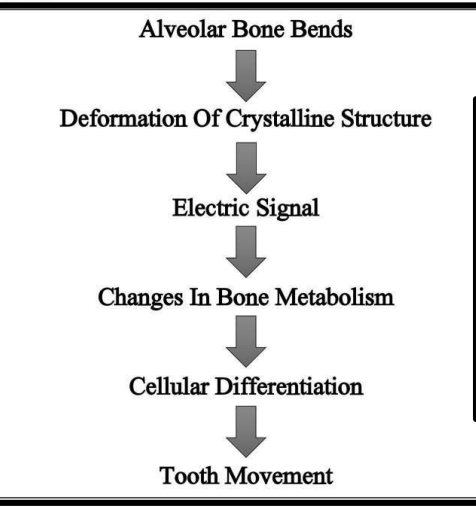 Alveolar Bone Bends
Deformation Of Crystalline Structure
Electric Signal
Changes In Bone Metabolism
Cellular Differentiation
Tooth Movement